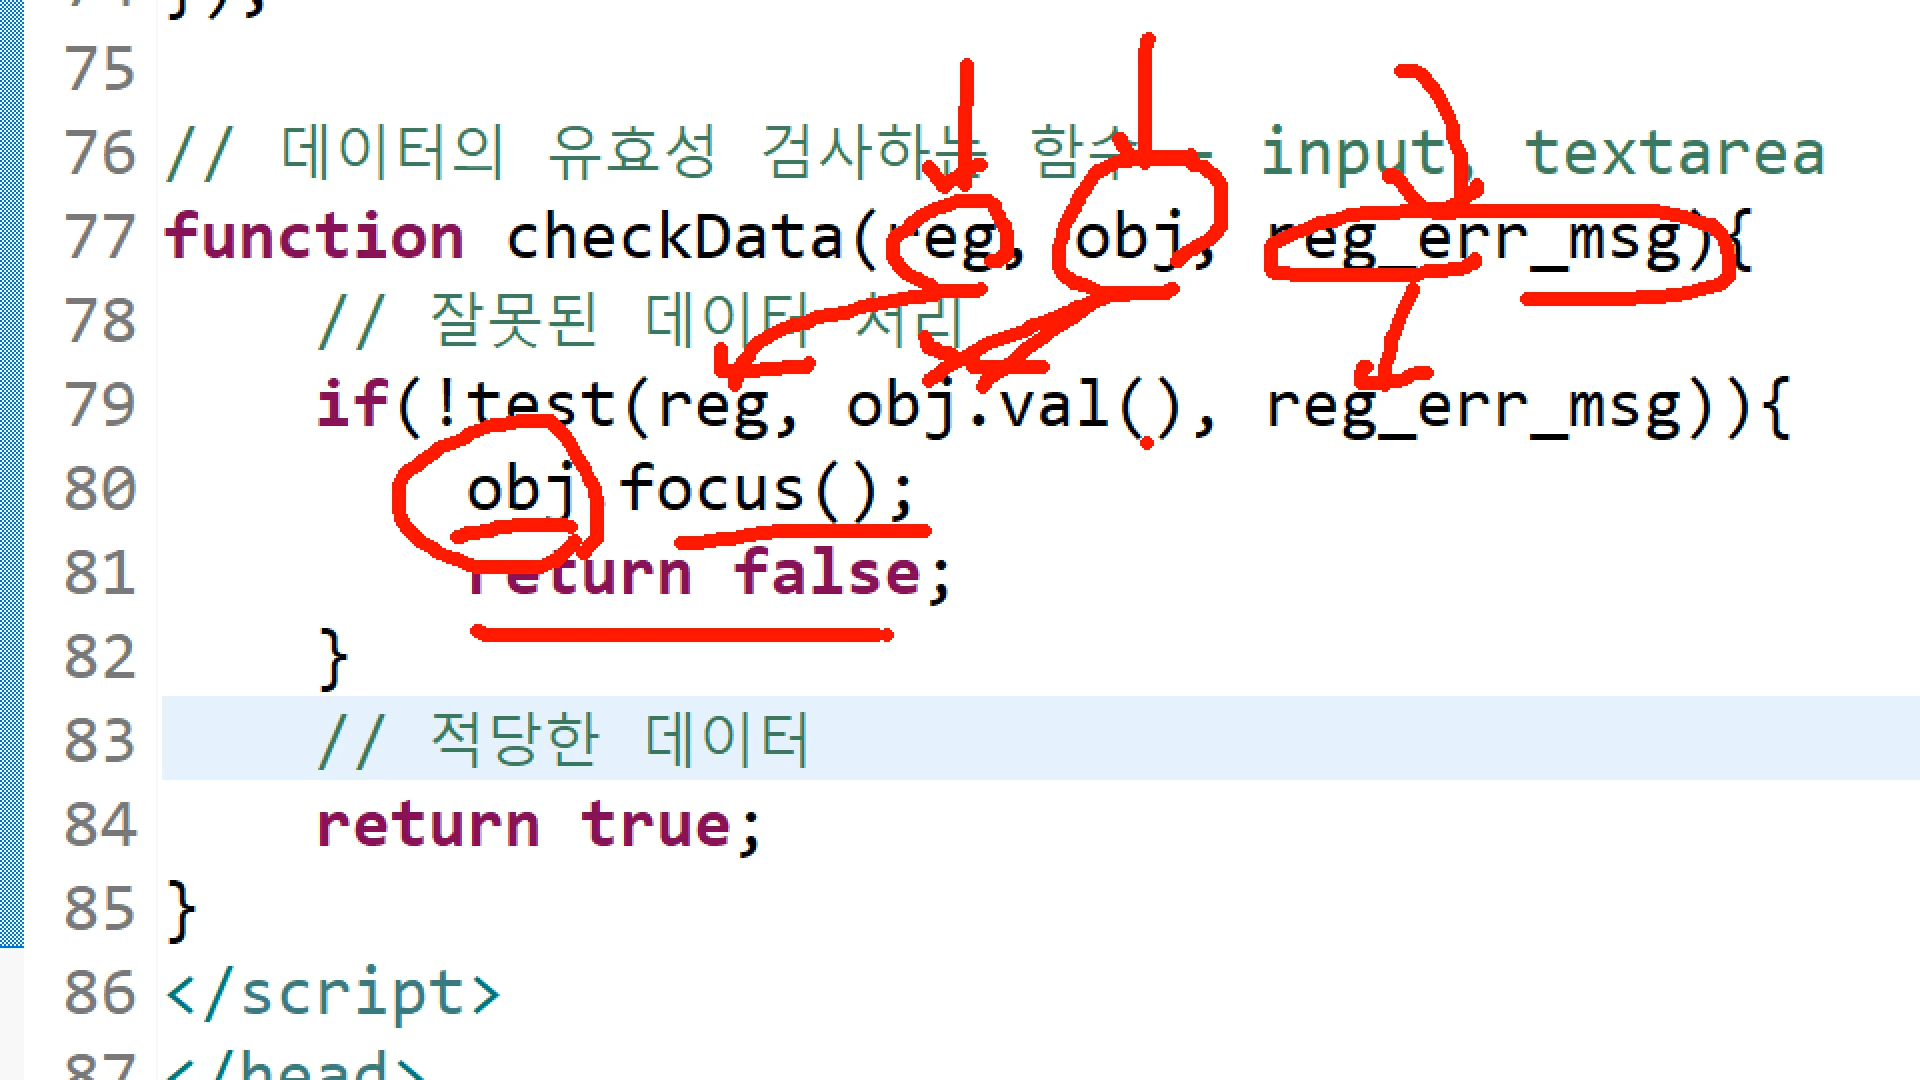 74 });
75
76 // 데이터의 유효성 검사하는 함수 - input, textarea
77 function checkData(reg, obj, reg_err_msg){
78 // 잘못된 데이터 처리
79 if(!test(reg, obj.val(), reg_err_msg)){
80 obj.focus();
81 return false;
82 }
83 // 적당한 데이터
84 return true;
85 }
86 </script>
87 </head>